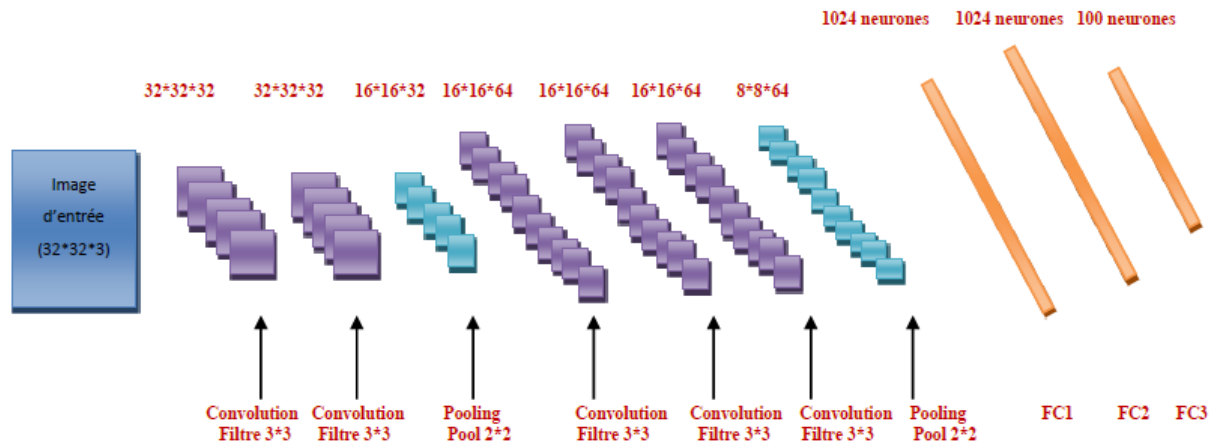 1024 neurones 1024 neurones 100 neurones
32*32*32 32*32*32 16*16*32 16*16*64 16*16*64 16*16*64 8*8*64
Image
d'entrée
(32*32*3)
Convolution
Filtre 3*3
Convolution
Filtre 3*3
Pooling
Pool 2*2
Convolution
Filtre 3*3
Convolution
Filtre 3*3
Convolution
Filtre 3*3
Pooling
Pool 2*2
FC1
FC2
FC3